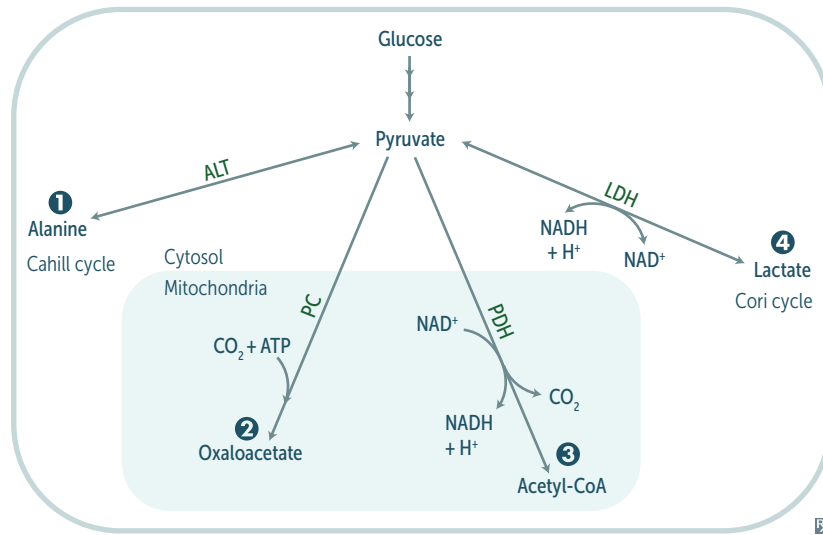 Glucose
Pyruvate
ALT
LDH
1
Alanine
Cahill cycle
NADH
+ H⁺
NAD⁺
4
Lactate
Cori cycle
Cytosol
Mitochondria
PC
PDH
CO₂ + ATP
NAD⁺
CO₂
NADH
+ H⁺
2
Oxaloacetate
3
Acetyl-CoA